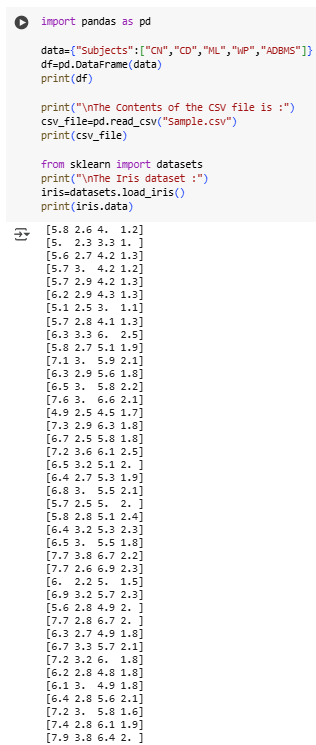 import pandas as pd
data={"Subjects":["CN","CD","ML","WP","ADBMS"]}
df=pd.DataFrame(data)
print(df)
print("\nThe Contents of the CSV file is :")
csv_file=pd.read_csv("Sample.csv")
print(csv_file)
from sklearn import datasets
print("\nThe Iris dataset :")
iris=datasets.load_iris()
print(iris.data)
[5.8 2.6 4.  1.2]
[5.  2.3 3.3 1. ]
[5.6 2.7 4.2 1.3]
[5.7 3.  4.2 1.2]
[5.7 2.9 4.2 1.3]
[6.2 2.9 4.3 1.3]
[5.1 2.5 3.  1.1]
[5.7 2.8 4.1 1.3]
[6.3 3.3 6.  2.5]
[5.8 2.7 5.1 1.9]
[7.1 3.  5.9 2.1]
[6.3 2.9 5.6 1.8]
[6.5 3.  5.8 2.2]
[7.6 3.  6.6 2.1]
[4.9 2.5 4.5 1.7]
[7.3 2.9 6.3 1.8]
[6.7 2.5 5.8 1.8]
[7.2 3.6 6.1 2.5]
[6.5 3.2 5.1 2. ]
[6.4 2.7 5.3 1.9]
[6.8 3.  5.5 2.1]
[5.7 2.5 5.  2. ]
[5.8 2.8 5.1 2.4]
[6.4 3.2 5.3 2.3]
[6.5 3.  5.5 1.8]
[7.7 3.8 6.7 2.2]
[7.7 2.6 6.9 2.3]
[6.  2.2 5.  1.5]
[6.9 3.2 5.7 2.3]
[5.6 2.8 4.9 2. ]
[7.7 2.8 6.7 2. ]
[6.3 2.7 4.9 1.8]
[6.7 3.3 5.7 2.1]
[7.2 3.2 6.  1.8]
[6.2 2.8 4.8 1.8]
[6.1 3.  4.9 1.8]
[6.4 2.8 5.6 2.1]
[7.2 3.  5.8 1.6]
[7.4 2.8 6.1 1.9]
[7.9 3.8 6.4 2. ]